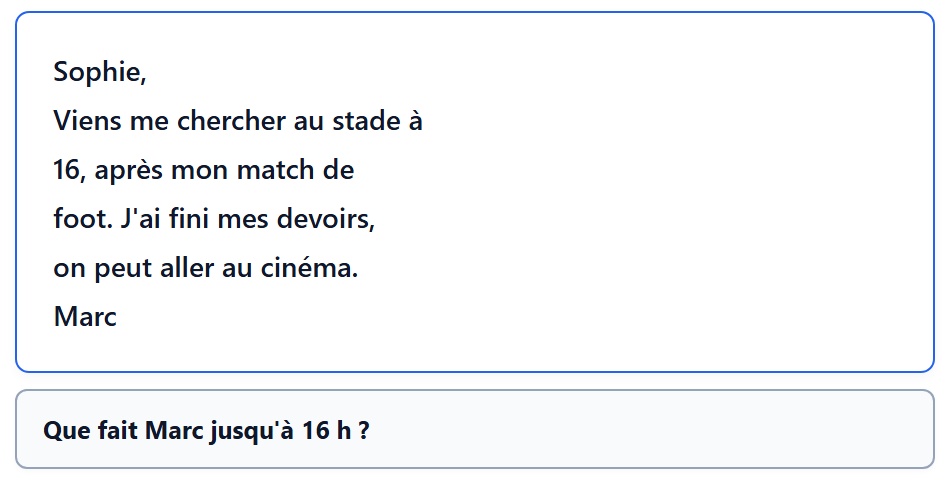 Sophie,
Viens me chercher au stade à
16, après mon match de
foot. J'ai fini mes devoirs,
on peut aller au cinéma.
Marc
Que fait Marc jusqu'à 16 h ?